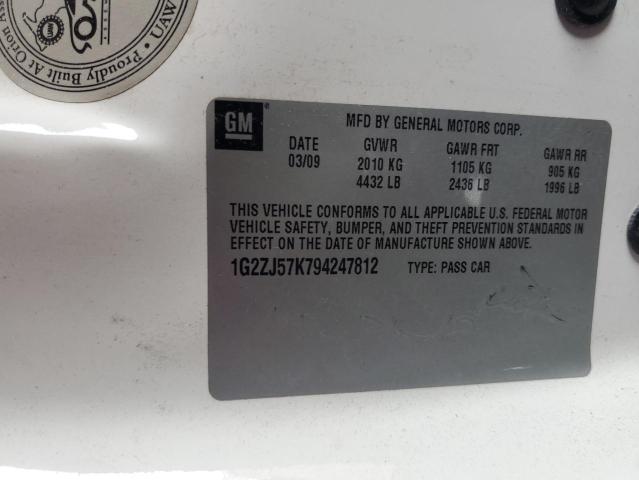 Proudly Built At Orion Ass
UAW
GM
MFD BY GENERAL MOTORS CORP.
DATE GVWR GAWR FRT GAWR RR
03/09 2010 KG 1105 KG 905 KG
4432 LB 2436 LB 1996 LB
THIS VEHICLE CONFORMS TO ALL APPLICABLE U.S. FEDERAL MOTOR
VEHICLE SAFETY, BUMPER, AND THEFT PREVENTION STANDARDS IN
EFFECT ON THE DATE OF MANUFACTURE SHOWN ABOVE.
1G2ZJ57K794247812 TYPE: PASS CAR